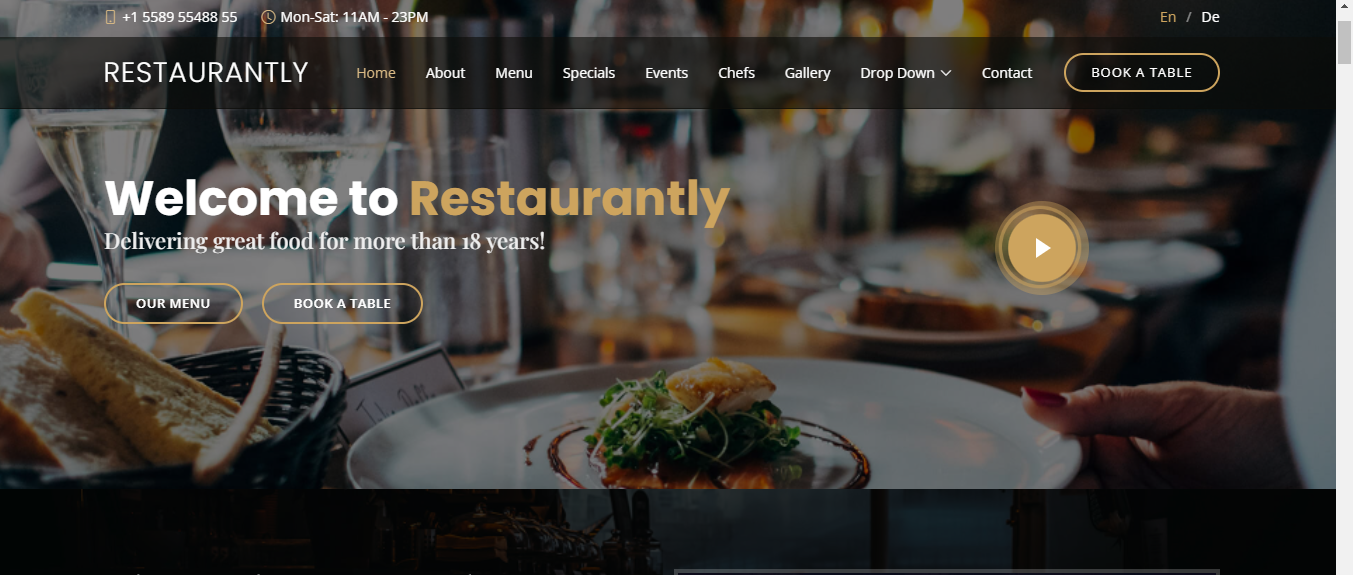 +1 5589 55488 55 Mon-Sat: 11AM - 23PM En / De
RESTAURANTLY Home About Menu Specials Events Chefs Gallery Drop Down Contact BOOK A TABLE
Welcome to Restaurantly
Delivering great food for more than 18 years!
OUR MENU BOOK A TABLE